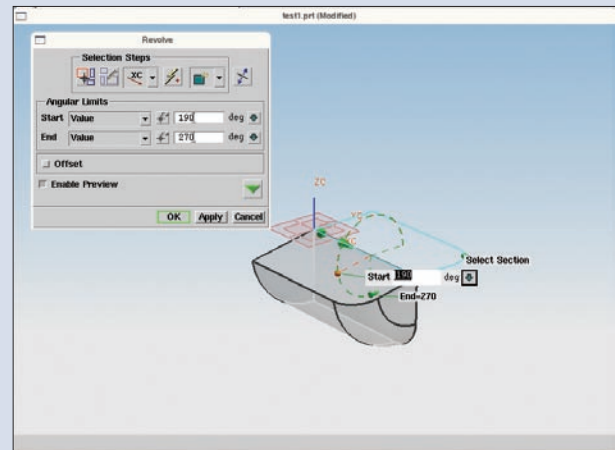 test1.prt (Modified)
Revolve
Selection Steps
XC
Angular Limits
Start Value 190 deg
End Value 270 deg
Offset
Enable Preview
OK Apply Cancel
ZC
YC
Select Section
Start 190 deg
End=270